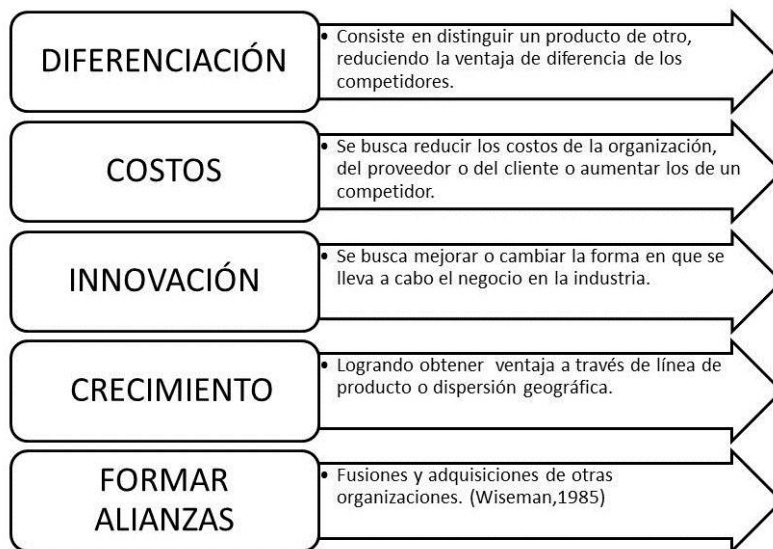 DIFERENCIACIÓN
• Consiste en distinguir un producto de otro,
reduciendo la ventaja de diferencia de los
competidores.
COSTOS
• Se busca reducir los costos de la organización,
del proveedor o del cliente o aumentar los de un
competidor.
INNOVACIÓN
• Se busca mejorar o cambiar la forma en que se
lleva a cabo el negocio en la industria.
CRECIMIENTO
• Logrando obtener ventaja a través de línea de
producto o dispersión geográfica.
FORMAR
ALIANZAS
• Fusiones y adquisiciones de otras
organizaciones. (Wiseman,1985)